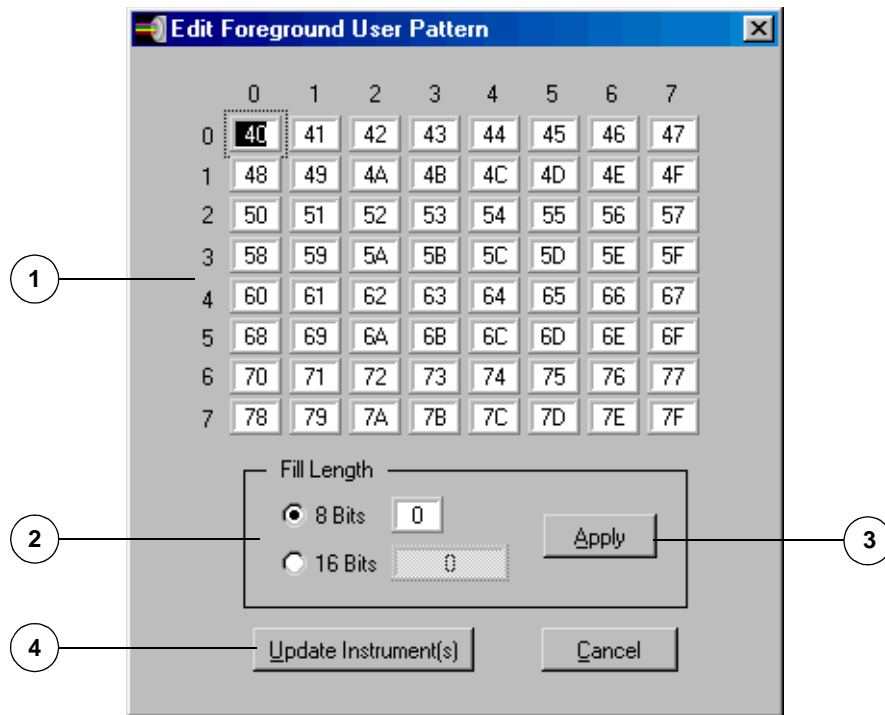 Edit Foreground User Pattern
0 1 2 3 4 5 6 7
0 40 41 42 43 44 45 46 47
1 48 49 4A 4B 4C 4D 4E 4F
2 50 51 52 53 54 55 56 57
3 58 59 5A 5B 5C 5D 5E 5F
1
4 60 61 62 63 64 65 66 67
5 68 69 6A 6B 6C 6D 6E 6F
6 70 71 72 73 74 75 76 77
7 78 79 7A 7B 7C 7D 7E 7F
Fill Length
8 Bits 0
2 Apply 3
16 Bits 0
4 Update Instrument(s) Cancel